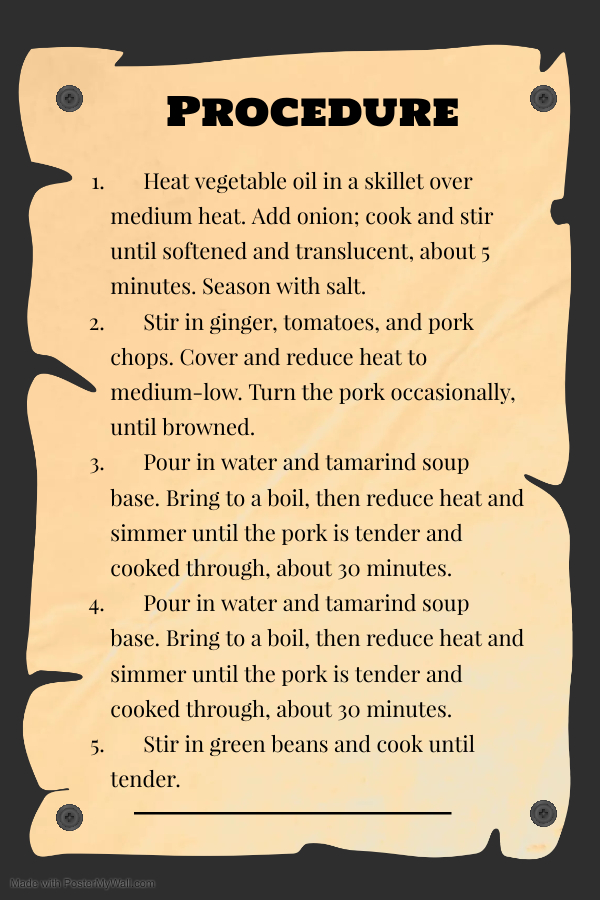 Procedure
1. Heat vegetable oil in a skillet over
medium heat. Add onion; cook and stir
until softened and translucent, about 5
minutes. Season with salt.
2. Stir in ginger, tomatoes, and pork
chops. Cover and reduce heat to
medium-low. Turn the pork occasionally,
until browned.
3. Pour in water and tamarind soup
base. Bring to a boil, then reduce heat and
simmer until the pork is tender and
cooked through, about 30 minutes.
4. Pour in water and tamarind soup
base. Bring to a boil, then reduce heat and
simmer until the pork is tender and
cooked through, about 30 minutes.
5. Stir in green beans and cook until
tender.
Made with PosterMyWall.com